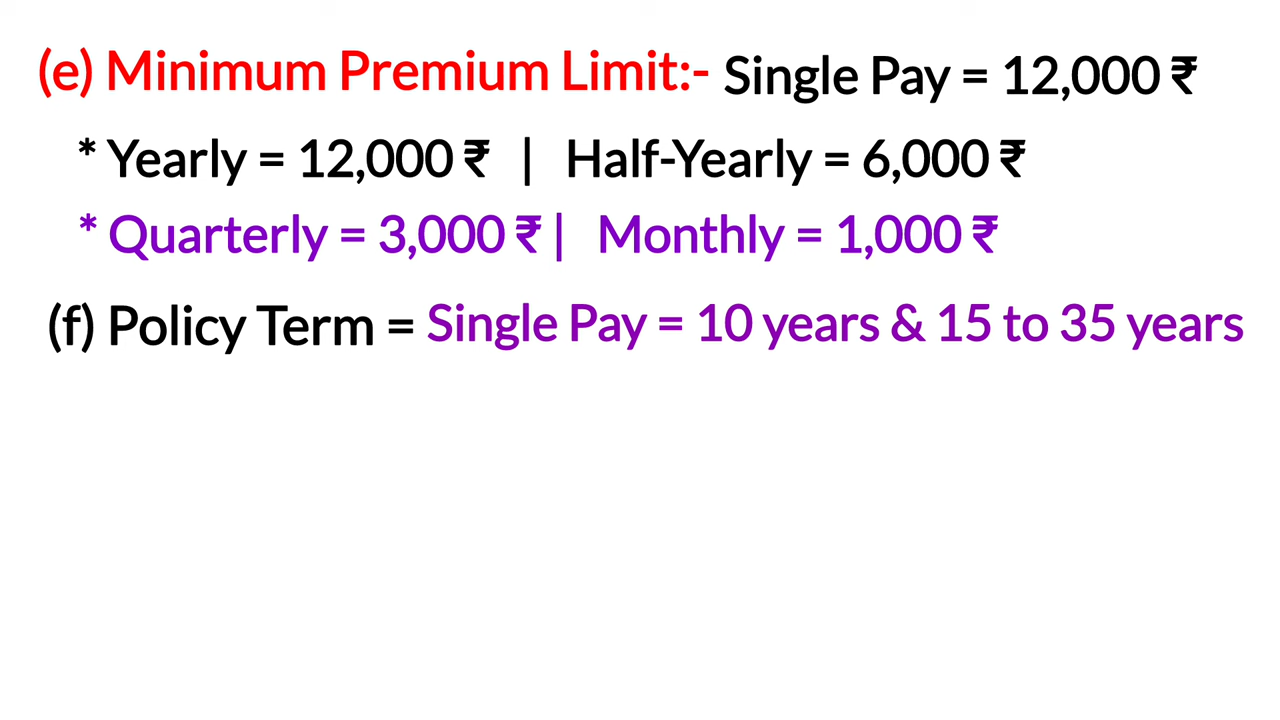 (e) Minimum Premium Limit:- Single Pay = 12,000 ₹
* Yearly = 12,000 ₹ | Half-Yearly = 6,000 ₹
* Quarterly = 3,000 ₹ | Monthly = 1,000 ₹
(f) Policy Term = Single Pay = 10 years & 15 to 35 years